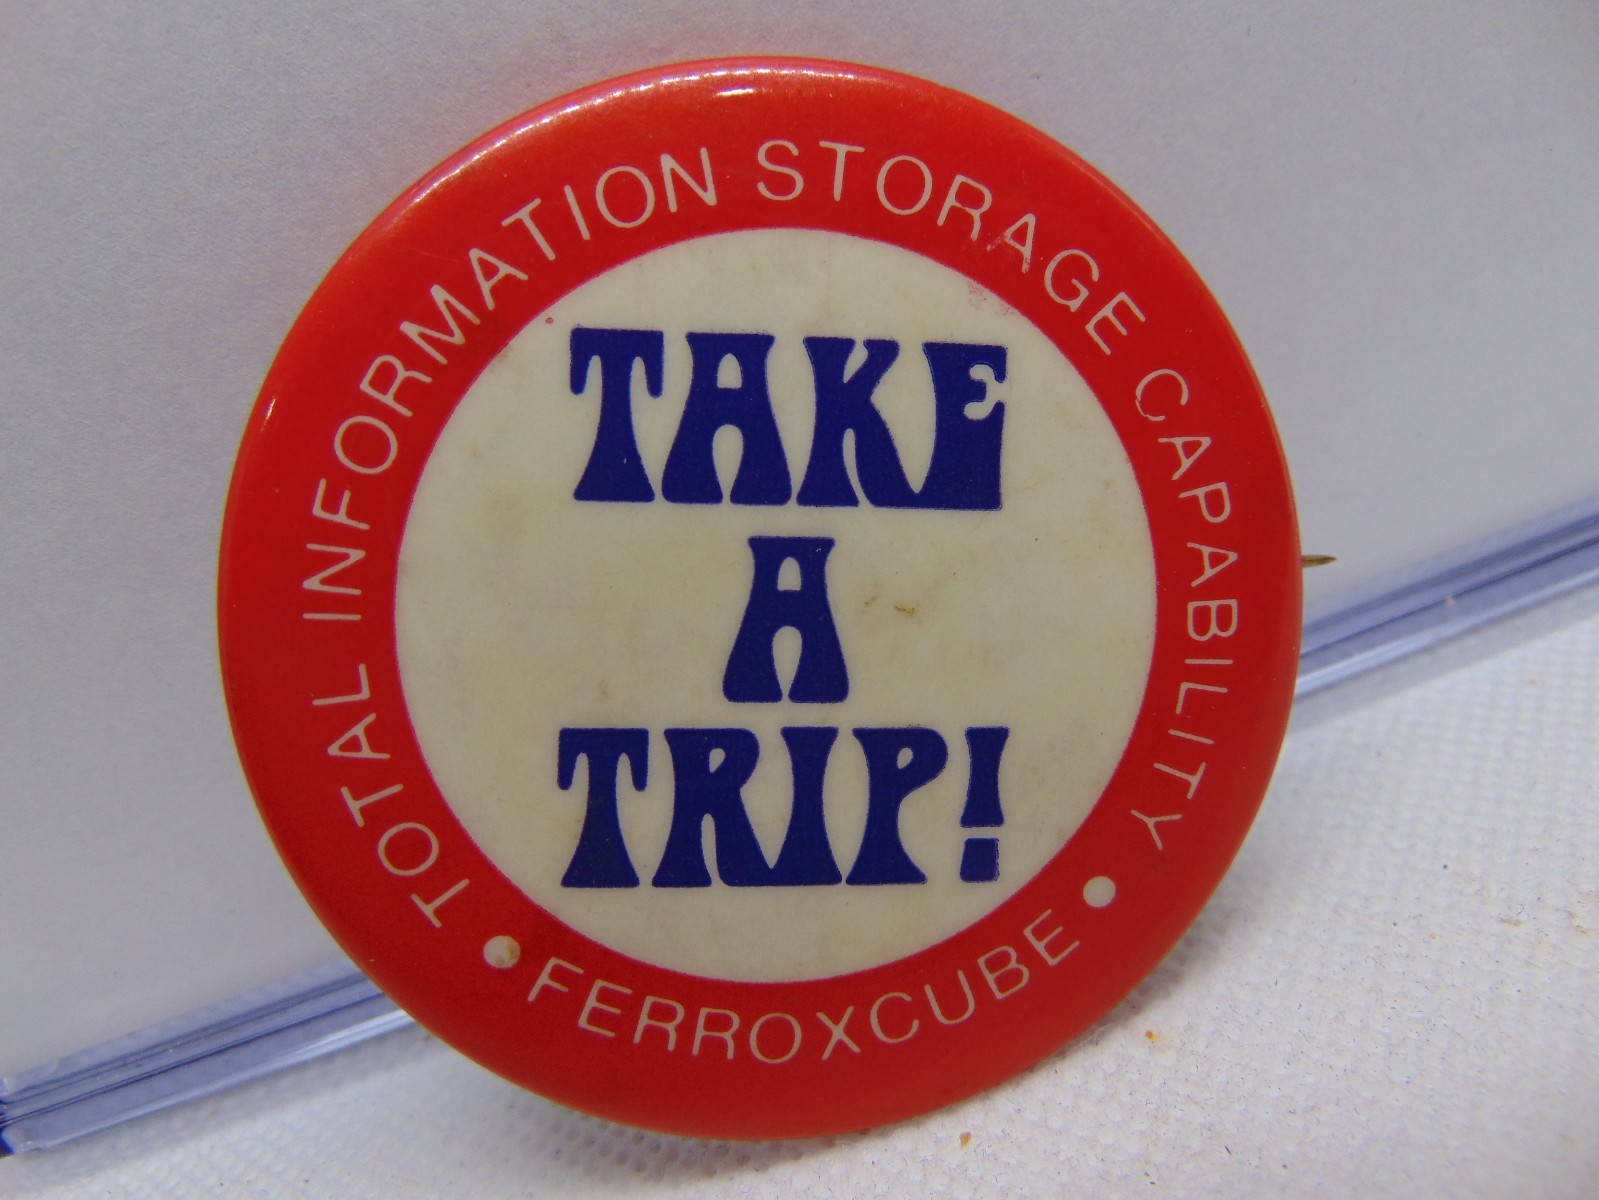 TOTAL INFORMATION STORAGE CAPABILITY
TAKE
A
TRIP!
• FERROXCUBE •